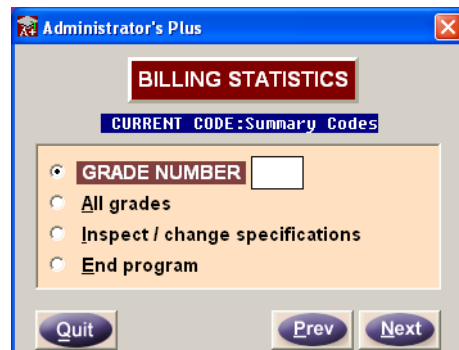 Administrator's Plus
BILLING STATISTICS
CURRENT CODE:Summary Codes
GRADE NUMBER
All grades
Inspect / change specifications
End program
Quit Prev Next